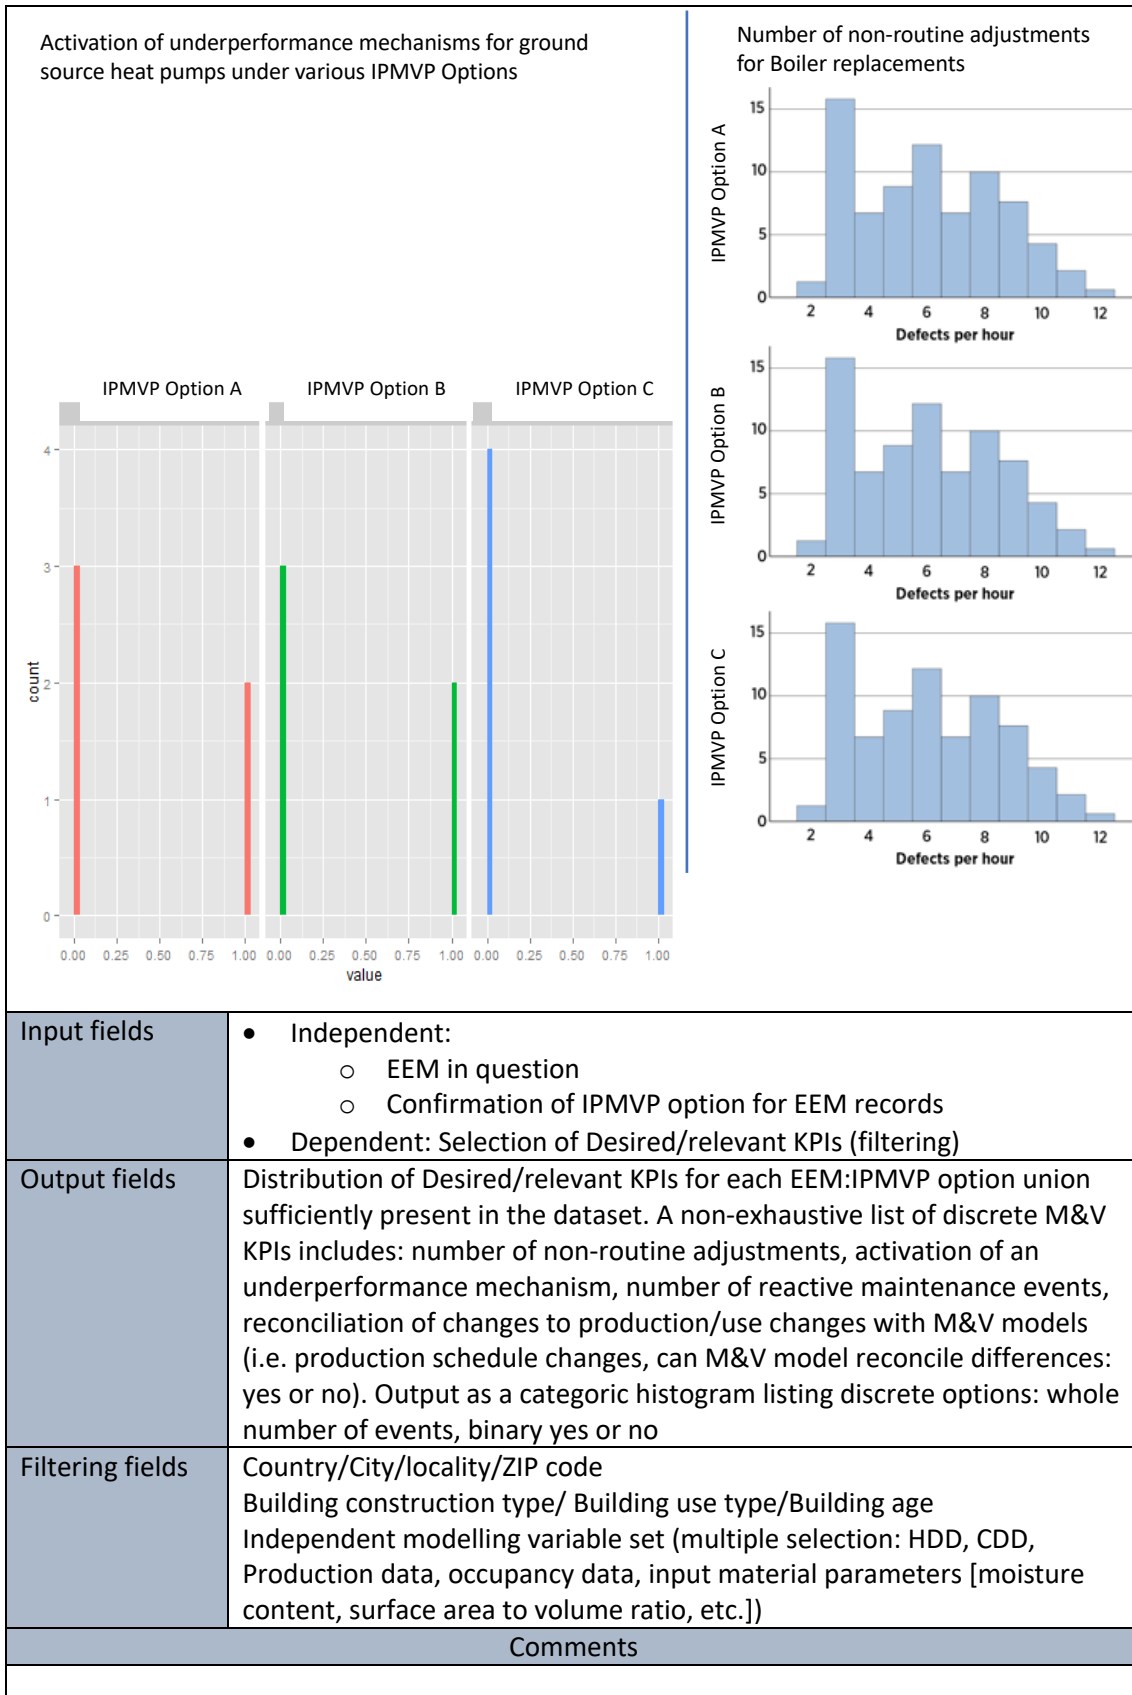 Activation of underperformance mechanisms for ground
source heat pumps under various IPMVP Options
IPMVP Option A
IPMVP Option B
IPMVP Option C
4
3
2
1
0
count
0.00 0.25 0.50 0.75 1.00
0.00 0.25 0.50 0.75 1.00
0.00 0.25 0.50 0.75 1.00
value
Number of non-routine adjustments
for Boiler replacements
IPMVP Option A
15
10
5
0
2 4 6 8 10 12
Defects per hour
IPMVP Option B
15
10
5
0
2 4 6 8 10 12
Defects per hour
IPMVP Option C
15
10
5
0
2 4 6 8 10 12
Defects per hour
Input fields
• Independent:
o EEM in question
o Confirmation of IPMVP option for EEM records
• Dependent: Selection of Desired/relevant KPIs (filtering)
Output fields
Distribution of Desired/relevant KPIs for each EEM:IPMVP option union
sufficiently present in the dataset. A non-exhaustive list of discrete M&V
KPIs includes: number of non-routine adjustments, activation of an
underperformance mechanism, number of reactive maintenance events,
reconciliation of changes to production/use changes with M&V models
(i.e. production schedule changes, can M&V model reconcile differences:
yes or no). Output as a categoric histogram listing discrete options: whole
number of events, binary yes or no
Filtering fields
Country/City/locality/ZIP code
Building construction type/ Building use type/Building age
Independent modelling variable set (multiple selection: HDD, CDD,
Production data, occupancy data, input material parameters [moisture
content, surface area to volume ratio, etc.])
Comments